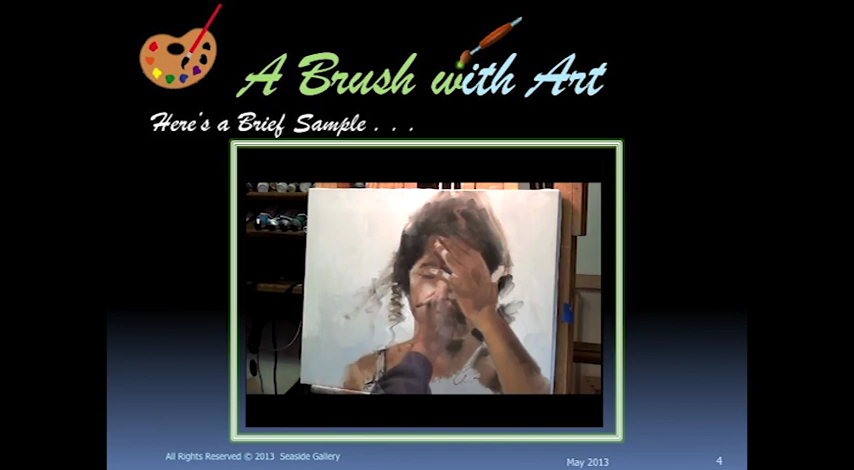 A Brush with Art
Here's a Brief Sample . . .
All Rights Reserved © 2013 Seaside Gallery
May 2013
4